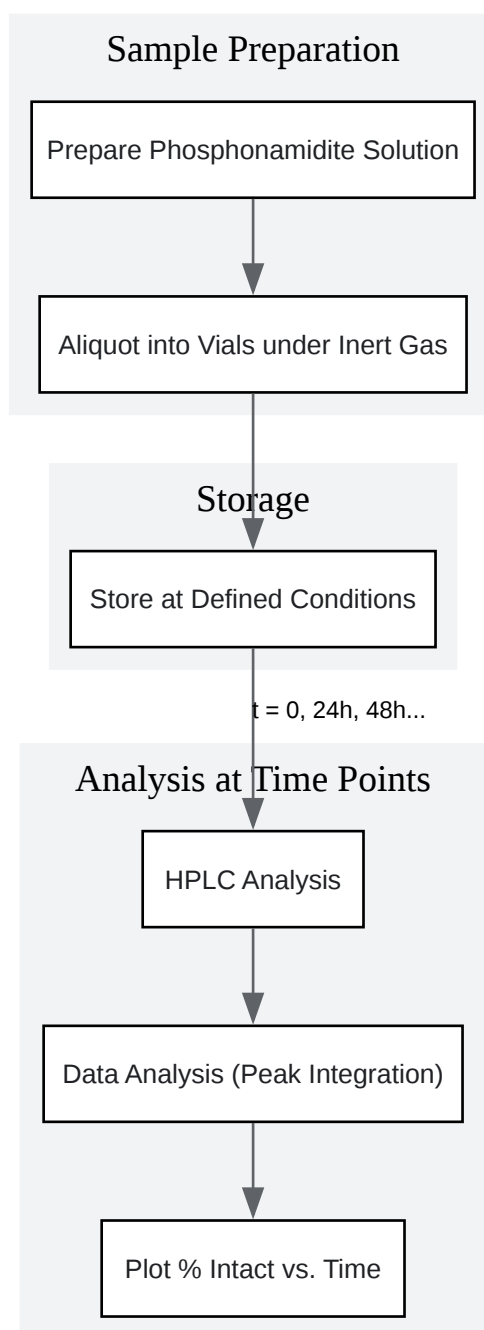 Sample Preparation
Prepare Phosphonamidite Solution
Aliquot into Vials under Inert Gas
Storage
Store at Defined Conditions
t = 0, 24h, 48h...
Analysis at Time Points
HPLC Analysis
Data Analysis (Peak Integration)
Plot % Intact vs. Time